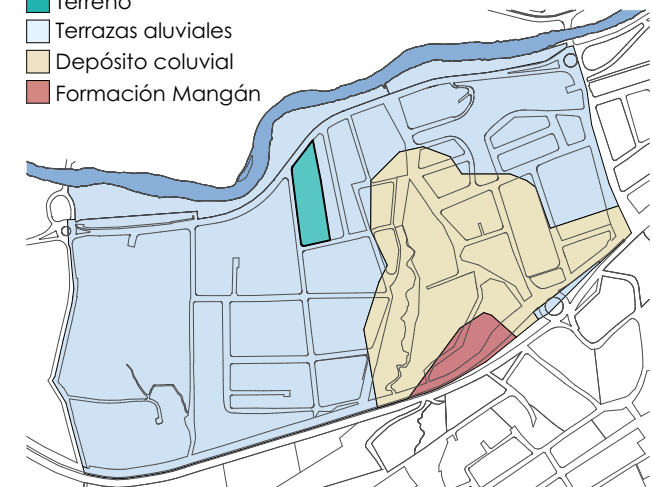 Terreno
Terrazas aluviales
Depósito coluvial
Formación Mangán